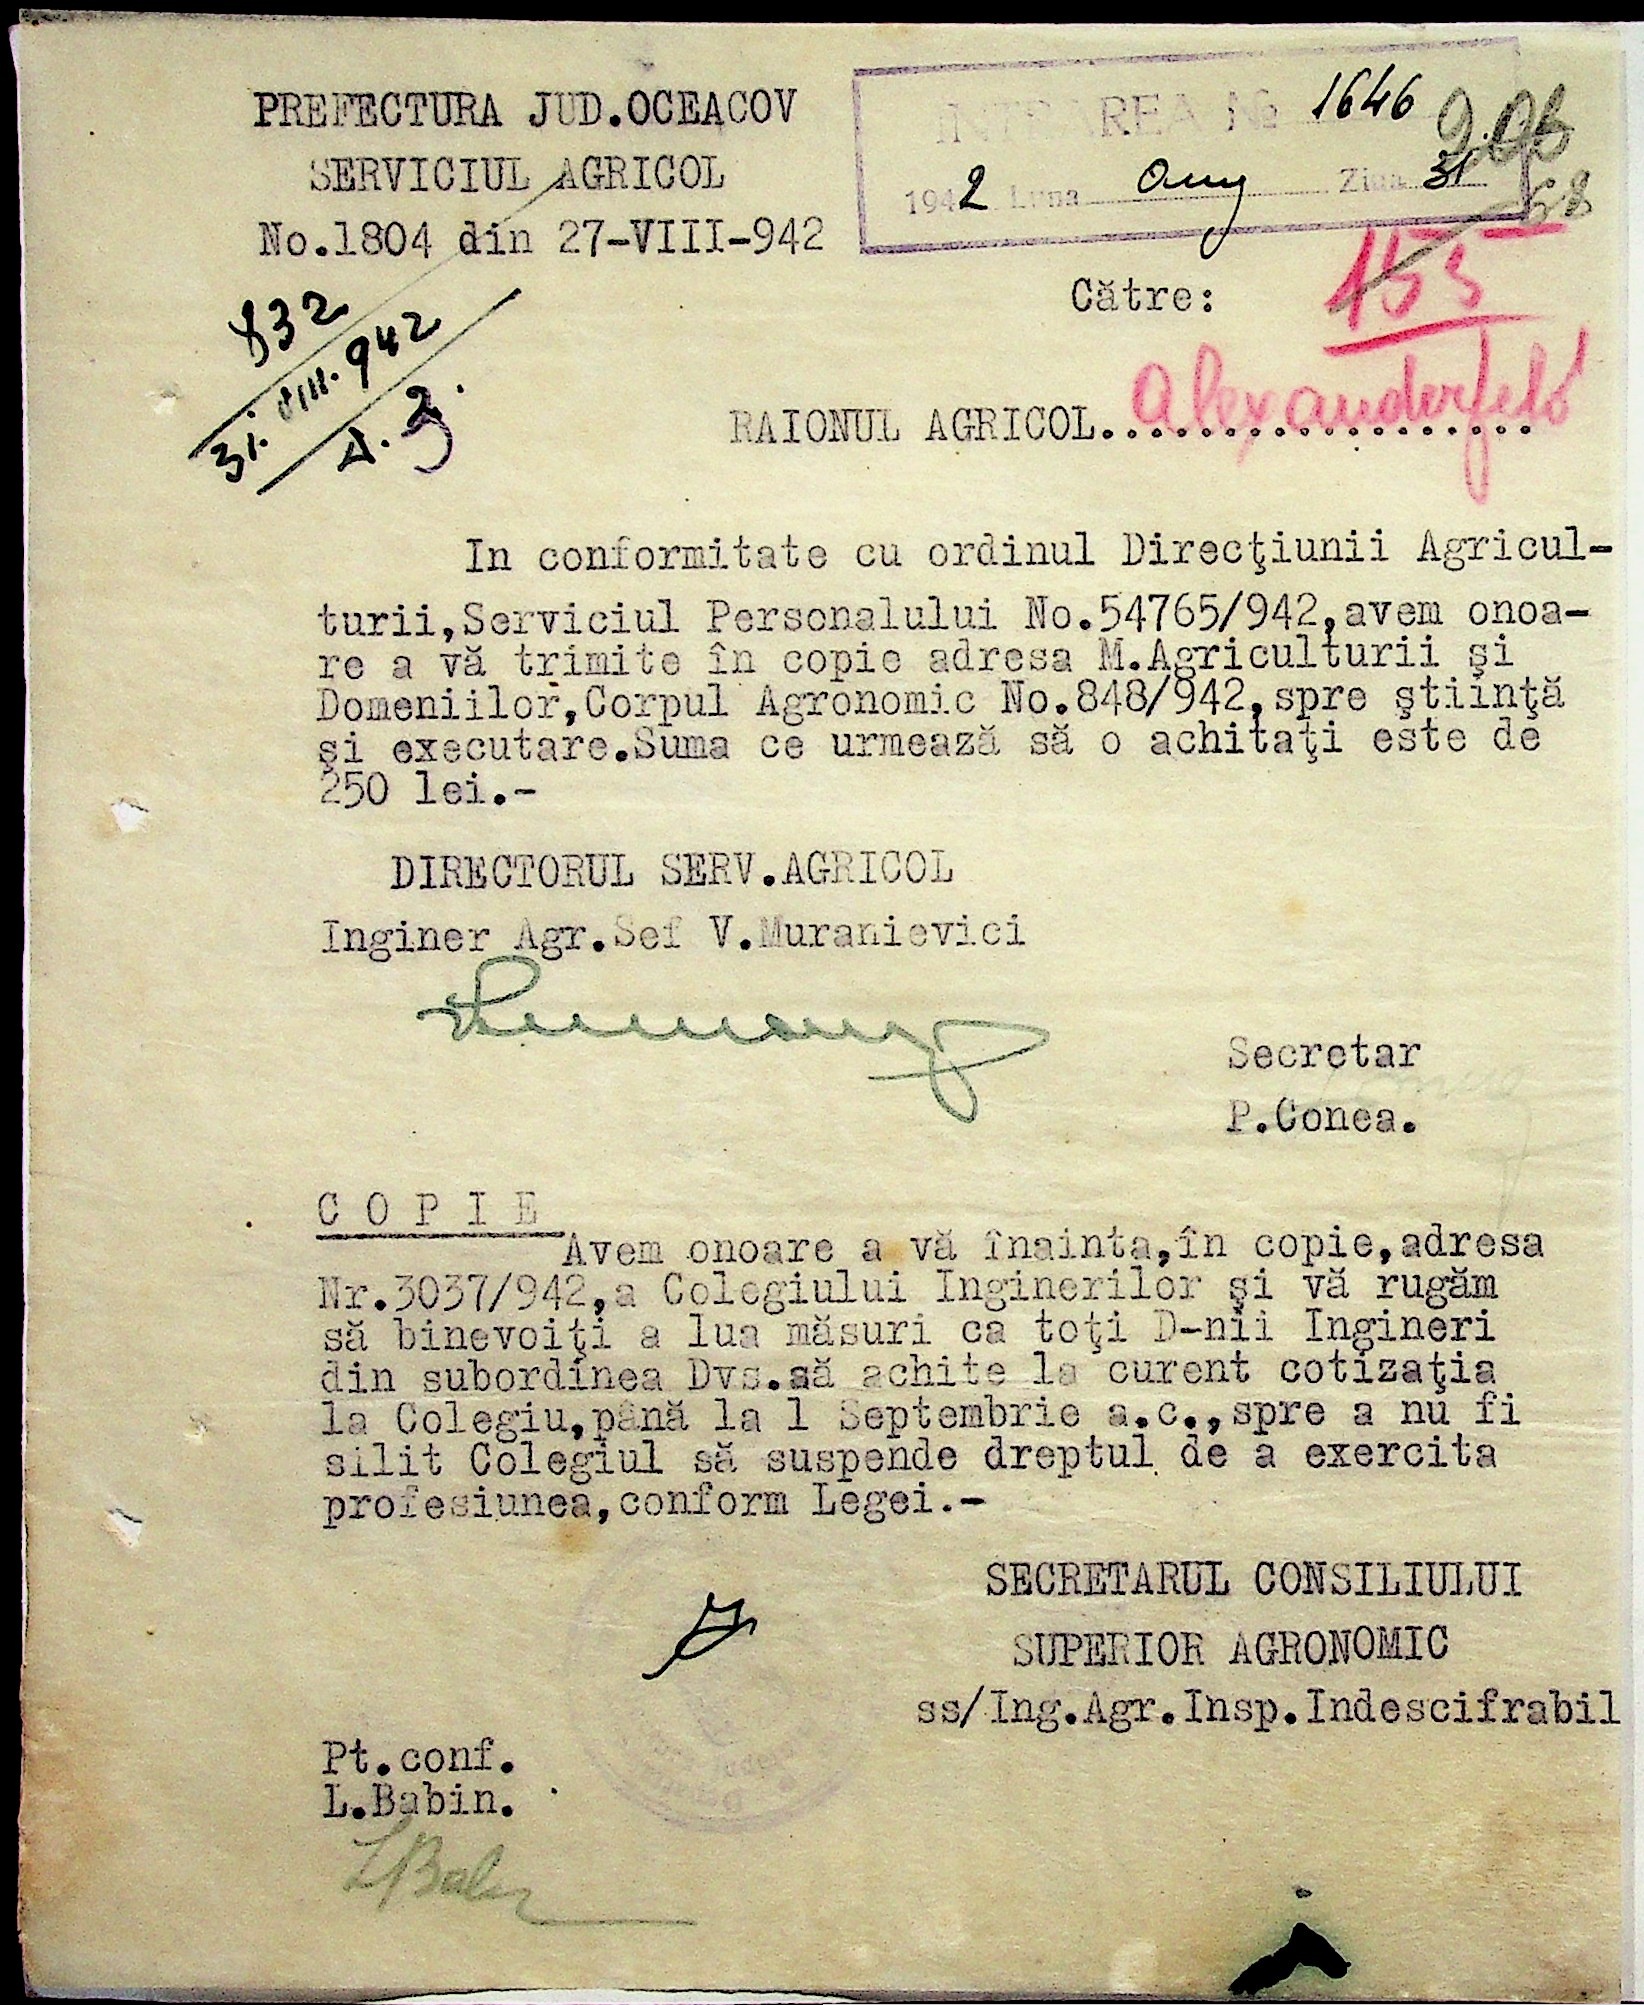 PREFECTURA JUD.OCEACOV
SERVICIUL AGRICOL
No.1804 din 27-VIII-942
INTRAREA № 1646
1942 Luna Aug Ziua 31
832
31.VIII.942
153
Către:
RAIONUL AGRICOL.................. Alexanderfeld
In conformitate cu ordinul Direcţiunii Agricul-
turii,Serviciul Personalului No.54765/942,avem onoa-
re a vă trimite în copie adresa M.Agriculturii şi
Domeniilor,Corpul Agronomic No.848/942,spre ştiinţă
şi executare.Suma ce urmează să o achitaţi este de
250 lei.-
DIRECTORUL SERV.AGRICOL
Inginer Agr.Sef V.Muranievici
Secretar
P.Conea.
C O P I E
Avem onoare a vă înainta,în copie,adresa
Nr.3037/942,a Colegiului Inginerilor şi vă rugăm
să binevoiţi a lua măsuri ca toţi D-nii Ingineri
din subordinea Dvs.să achite la curent cotizaţia
la Colegiu,până la 1 Septembrie a.c.,spre a nu fi
silit Colegiul să suspende dreptul de a exercita
profesiunea,conform Legei.-
SECRETARUL CONSILIULUI
SUPERIOR AGRONOMIC
ss/Ing.Agr.Insp.Indescifrabil
Pt.conf.
L.Babin.